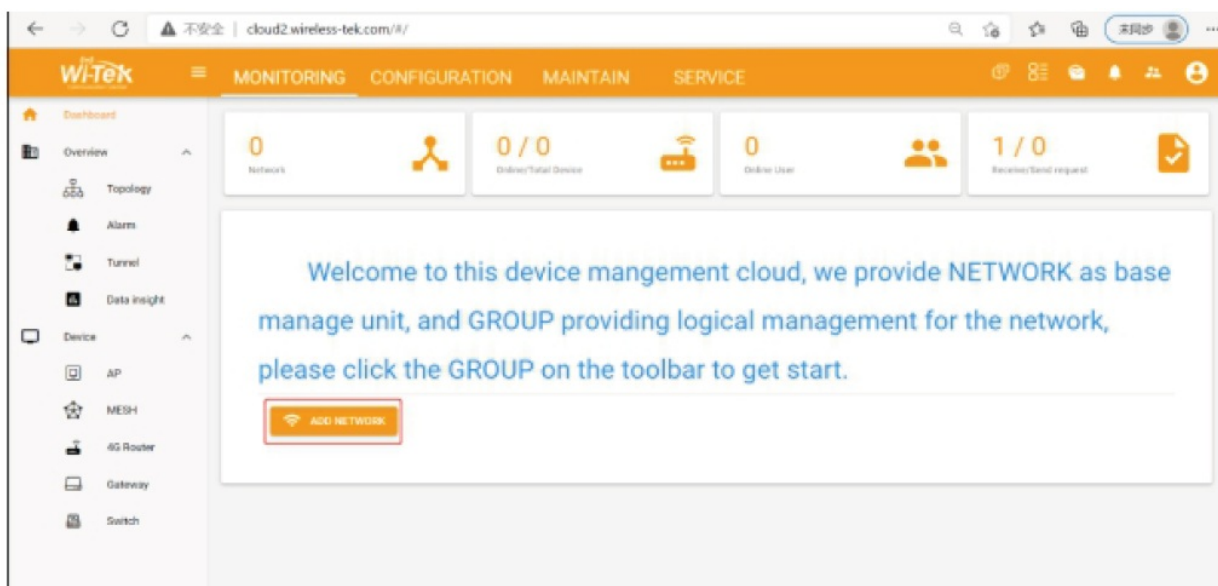 不安全 | cloud2.wireless-tek.com/#/
未同步
Wi-Tek
MONITORING CONFIGURATION MAINTAIN SERVICE
Dashboard
Overview
Topology
Alarm
Tunnel
Data insight
Device
AP
MESH
4G Router
Gateway
Switch
0
Network
0 / 0
Online/Total Device
0
Online User
1 / 0
Receive/Send request
Welcome to this device mangement cloud, we provide NETWORK as base
manage unit, and GROUP providing logical management for the network,
please click the GROUP on the toolbar to get start.
ADD NETWORK